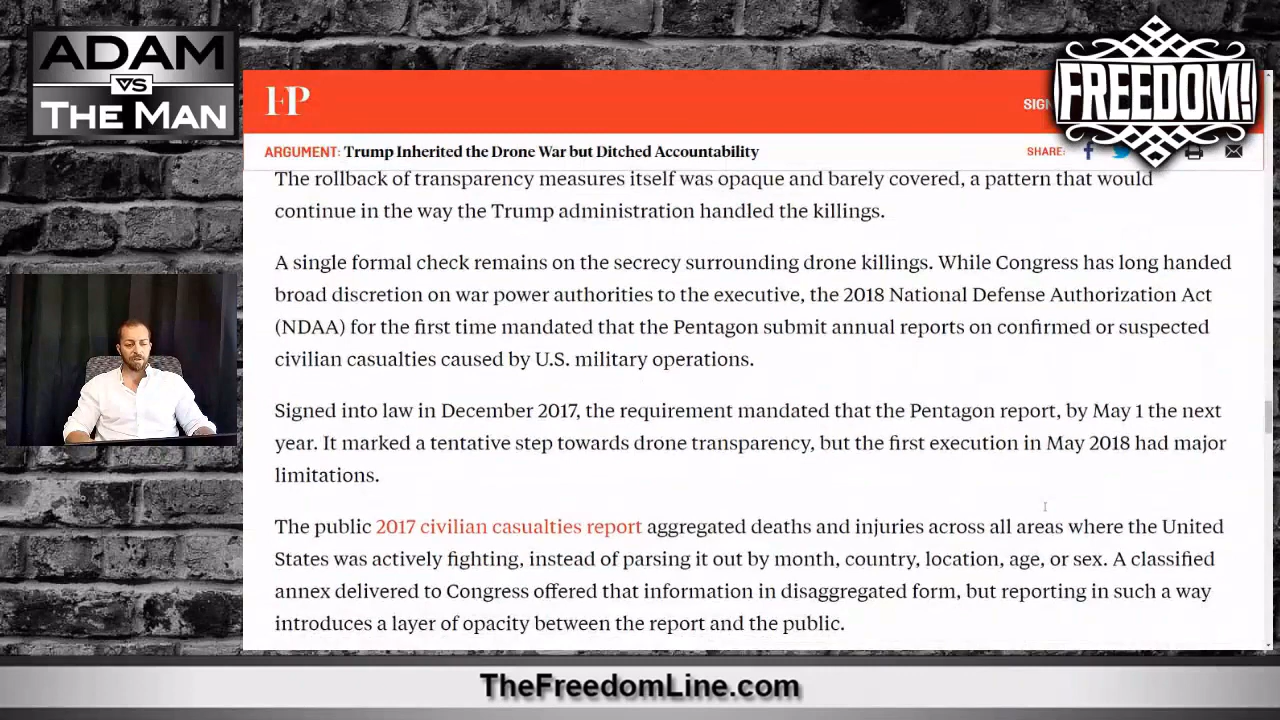 ADAM
VS
THE MAN
FREEDOM!
FP
SIGN
ARGUMENT: Trump Inherited the Drone War but Ditched Accountability
SHARE:
The rollback of transparency measures itself was opaque and barely covered, a pattern that would
continue in the way the Trump administration handled the killings.
A single formal check remains on the secrecy surrounding drone killings. While Congress has long handed
broad discretion on war power authorities to the executive, the 2018 National Defense Authorization Act
(NDAA) for the first time mandated that the Pentagon submit annual reports on confirmed or suspected
civilian casualties caused by U.S. military operations.
Signed into law in December 2017, the requirement mandated that the Pentagon report, by May 1 the next
year. It marked a tentative step towards drone transparency, but the first execution in May 2018 had major
limitations.
The public 2017 civilian casualties report aggregated deaths and injuries across all areas where the United
States was actively fighting, instead of parsing it out by month, country, location, age, or sex. A classified
annex delivered to Congress offered that information in disaggregated form, but reporting in such a way
introduces a layer of opacity between the report and the public.
TheFreedomLine.com